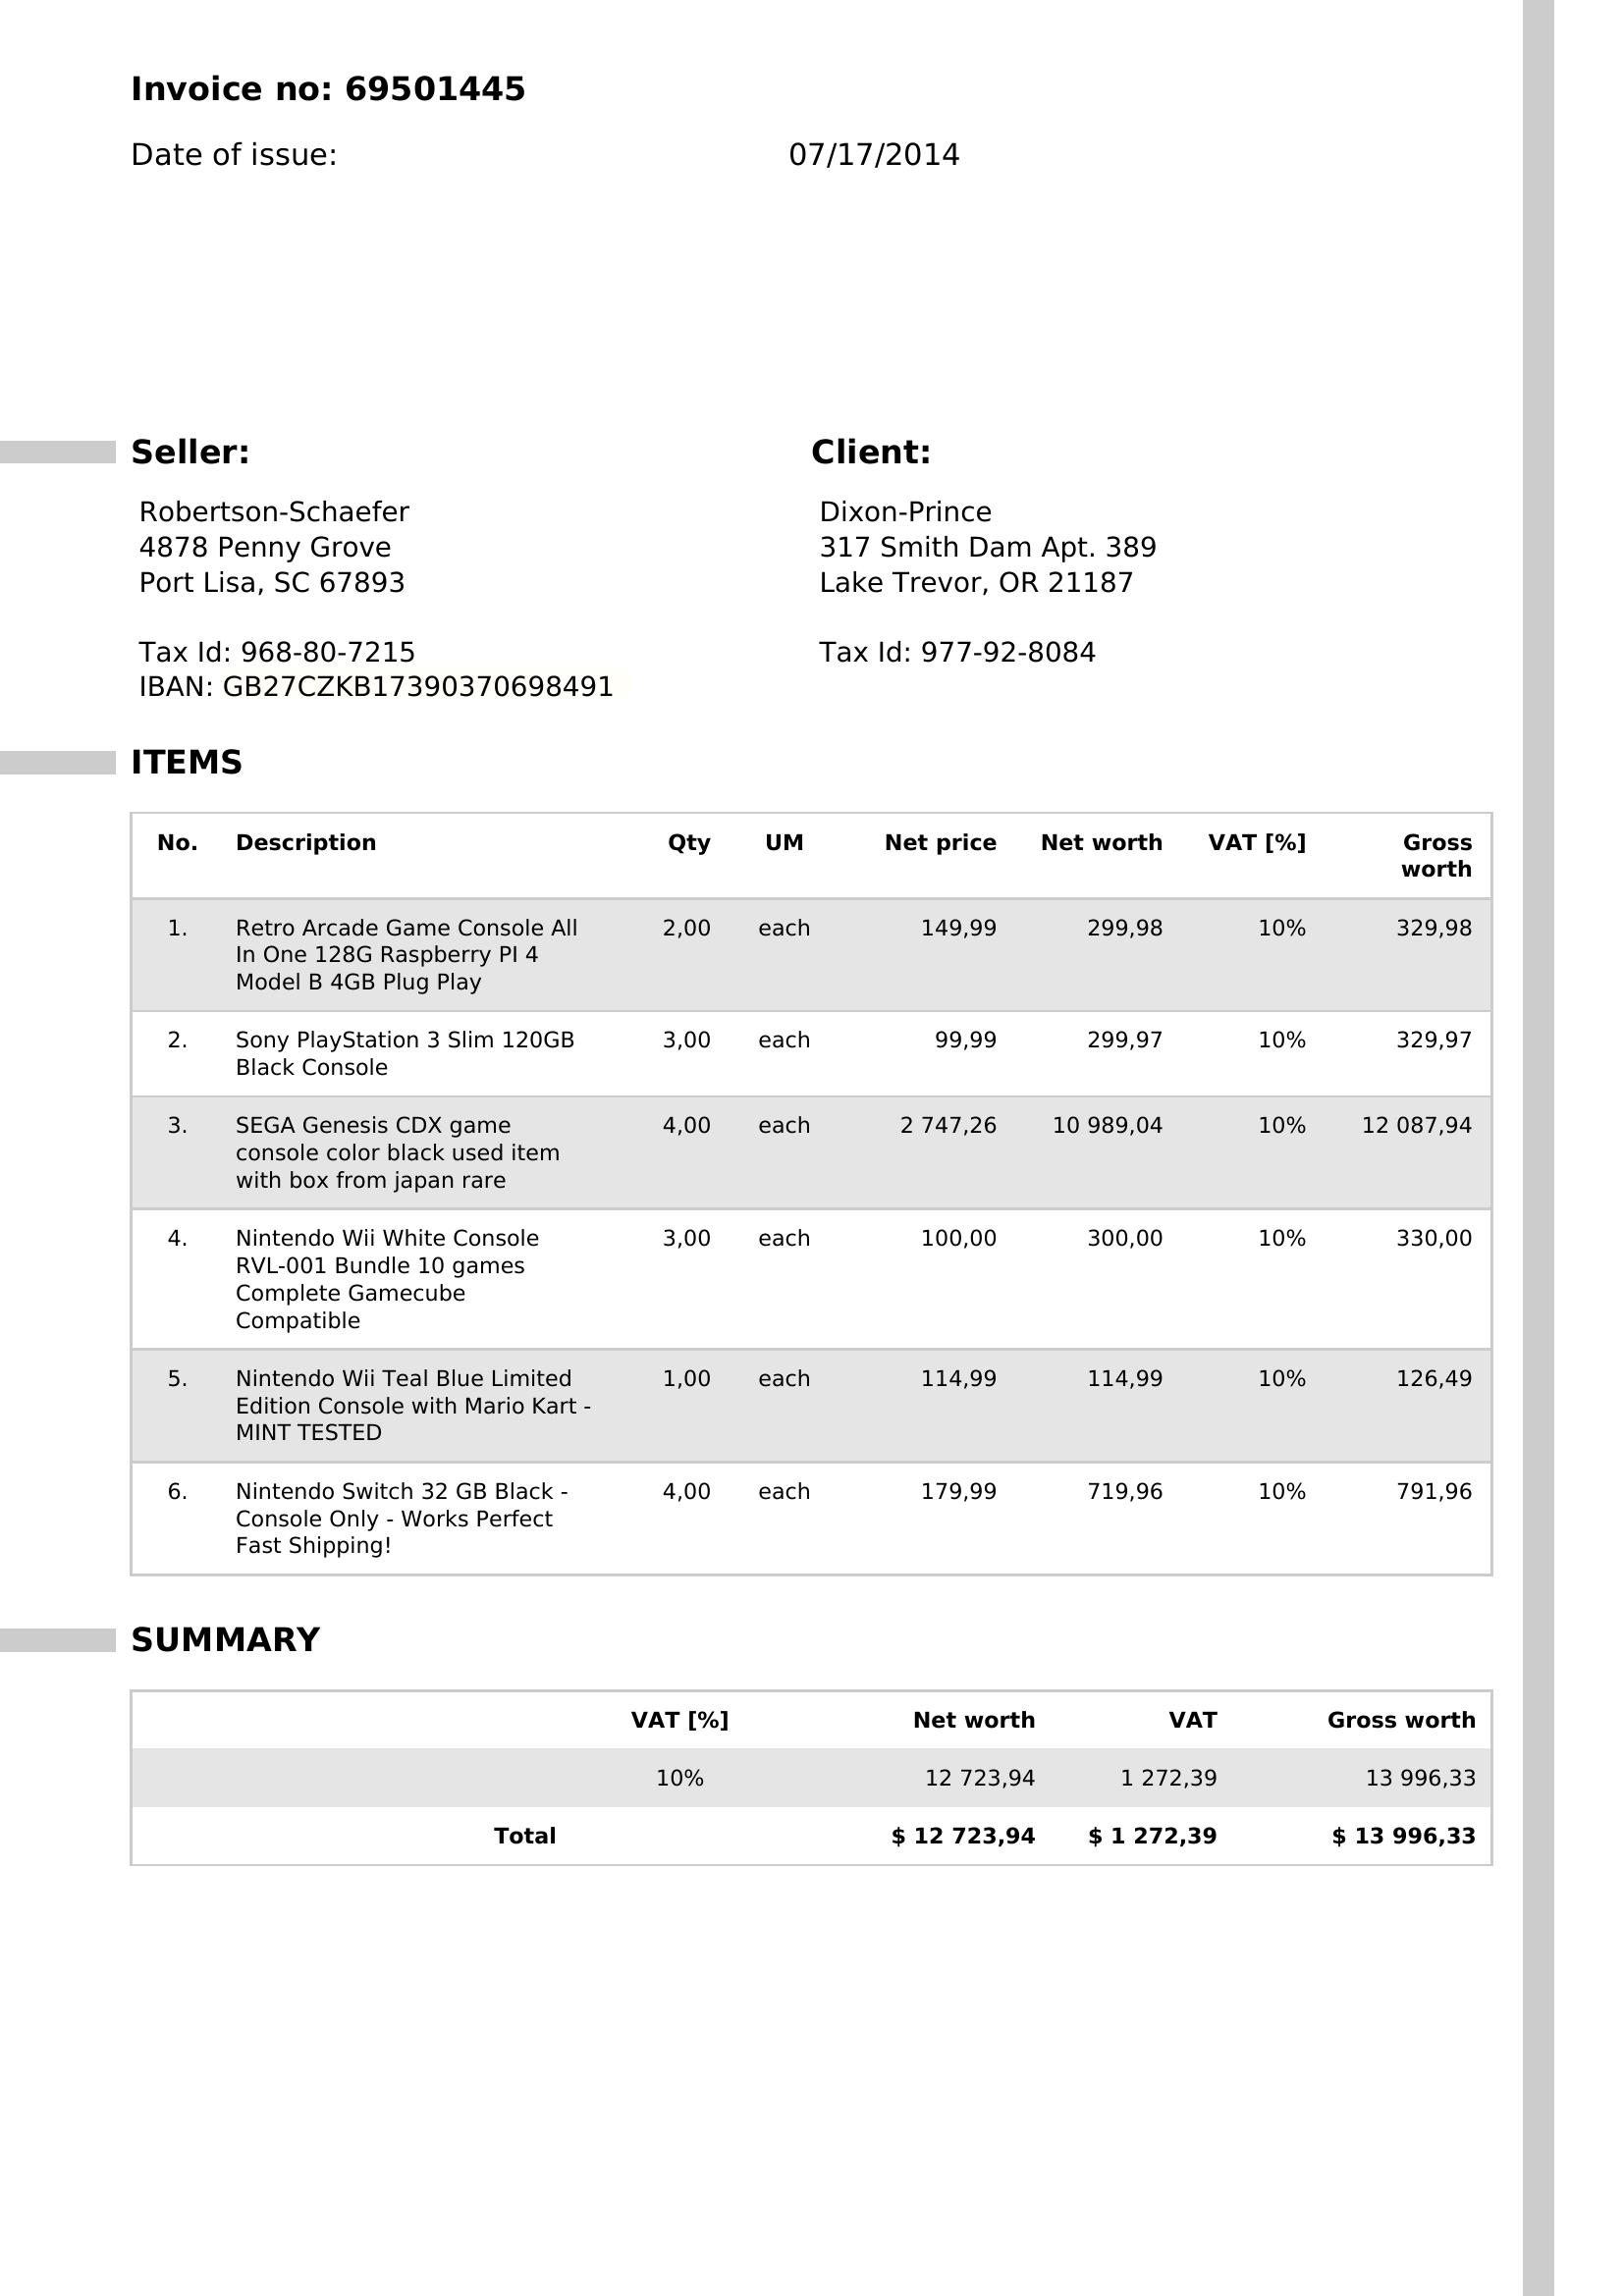 Invoice no: 69501445
Date of issue: 07/17/2014
Seller:
Robertson-Schaefer
4878 Penny Grove
Port Lisa, SC 67893
Tax Id: 968-80-7215
IBAN: GB27CZKB17390370698491
Client:
Dixon-Prince
317 Smith Dam Apt. 389
Lake Trevor, OR 21187
Tax Id: 977-92-8084
ITEMS
No. Description Qty UM Net price Net worth VAT [%] Gross
worth
1. Retro Arcade Game Console All 2,00 each 149,99 299,98 10% 329,98
In One 128G Raspberry PI 4
Model B 4GB Plug Play
2. Sony PlayStation 3 Slim 120GB 3,00 each 99,99 299,97 10% 329,97
Black Console
3. SEGA Genesis CDX game 4,00 each 2 747,26 10 989,04 10% 12 087,94
console color black used item
with box from japan rare
4. Nintendo Wii White Console 3,00 each 100,00 300,00 10% 330,00
RVL-001 Bundle 10 games
Complete Gamecube
Compatible
5. Nintendo Wii Teal Blue Limited 1,00 each 114,99 114,99 10% 126,49
Edition Console with Mario Kart -
MINT TESTED
6. Nintendo Switch 32 GB Black - 4,00 each 179,99 719,96 10% 791,96
Console Only - Works Perfect
Fast Shipping!
SUMMARY
VAT [%] Net worth VAT Gross worth
10% 12 723,94 1 272,39 13 996,33
Total $ 12 723,94 $ 1 272,39 $ 13 996,33